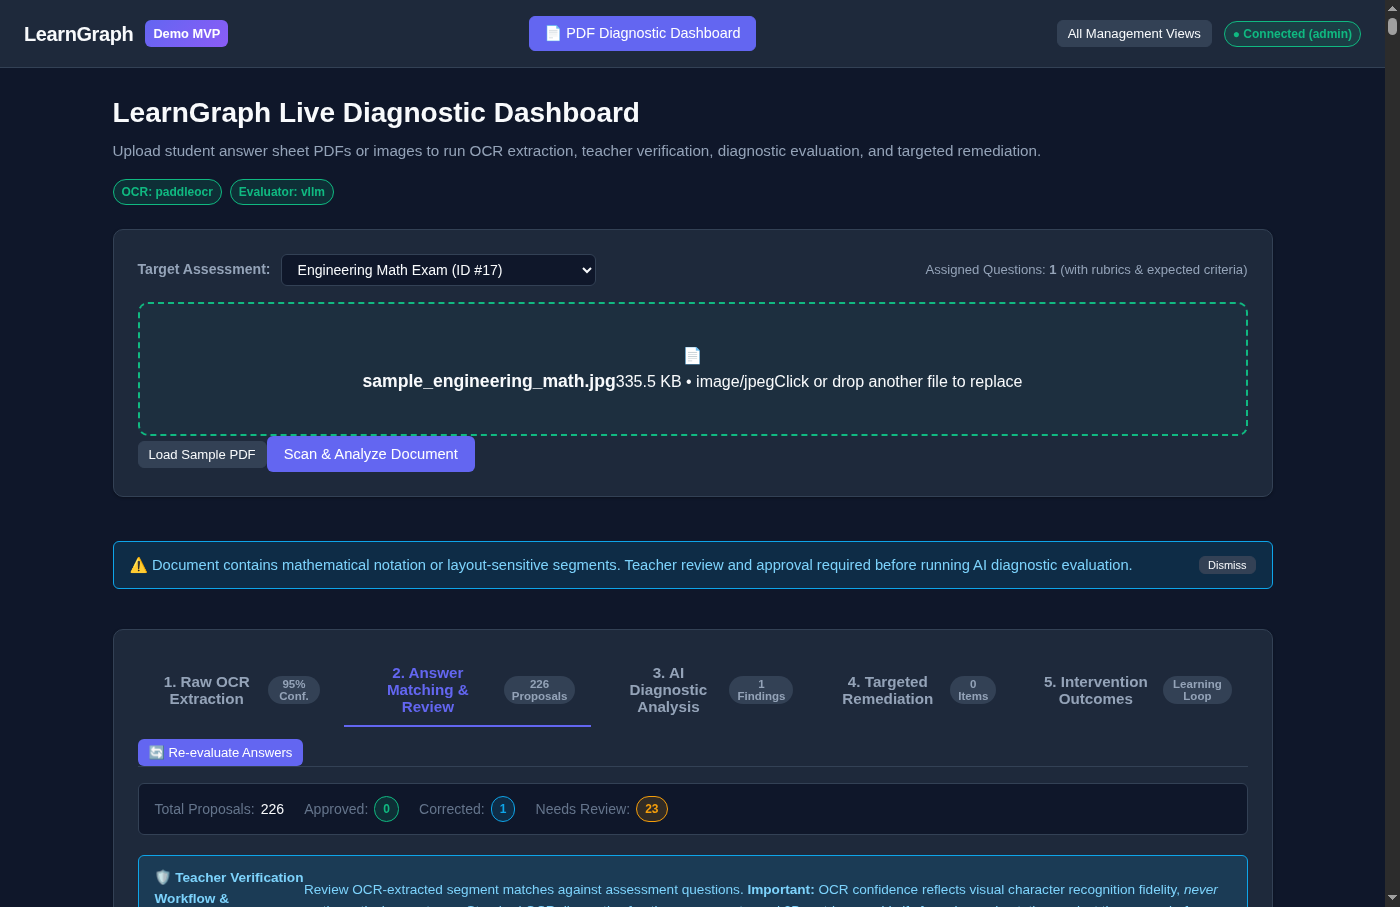 LearnGraph Demo MVP
📄 PDF Diagnostic Dashboard
All Management Views
● Connected (admin)
LearnGraph Live Diagnostic Dashboard
Upload student answer sheet PDFs or images to run OCR extraction, teacher verification, diagnostic evaluation, and targeted remediation.
OCR: paddleocr
Evaluator: vllm
Target Assessment: Engineering Math Exam (ID #17)
Assigned Questions: 1 (with rubrics & expected criteria)
sample_engineering_math.jpg335.5 KB • image/jpegClick or drop another file to replace
Load Sample PDF
Scan & Analyze Document
⚠️ Document contains mathematical notation or layout-sensitive segments. Teacher review and approval required before running AI diagnostic evaluation.
Dismiss
1. Raw OCR
Extraction
95%
Conf.
2. Answer
Matching &
Review
226
Proposals
3. AI
Diagnostic
Analysis
1
Findings
4. Targeted
Remediation
0
Items
5. Intervention
Outcomes
Learning
Loop
🔄 Re-evaluate Answers
Total Proposals: 226 Approved: 0 Corrected: 1 Needs Review: 23
🛡️ Teacher Verification
Workflow &
Review OCR-extracted segment matches against assessment questions. Important: OCR confidence reflects visual character recognition fidelity, never